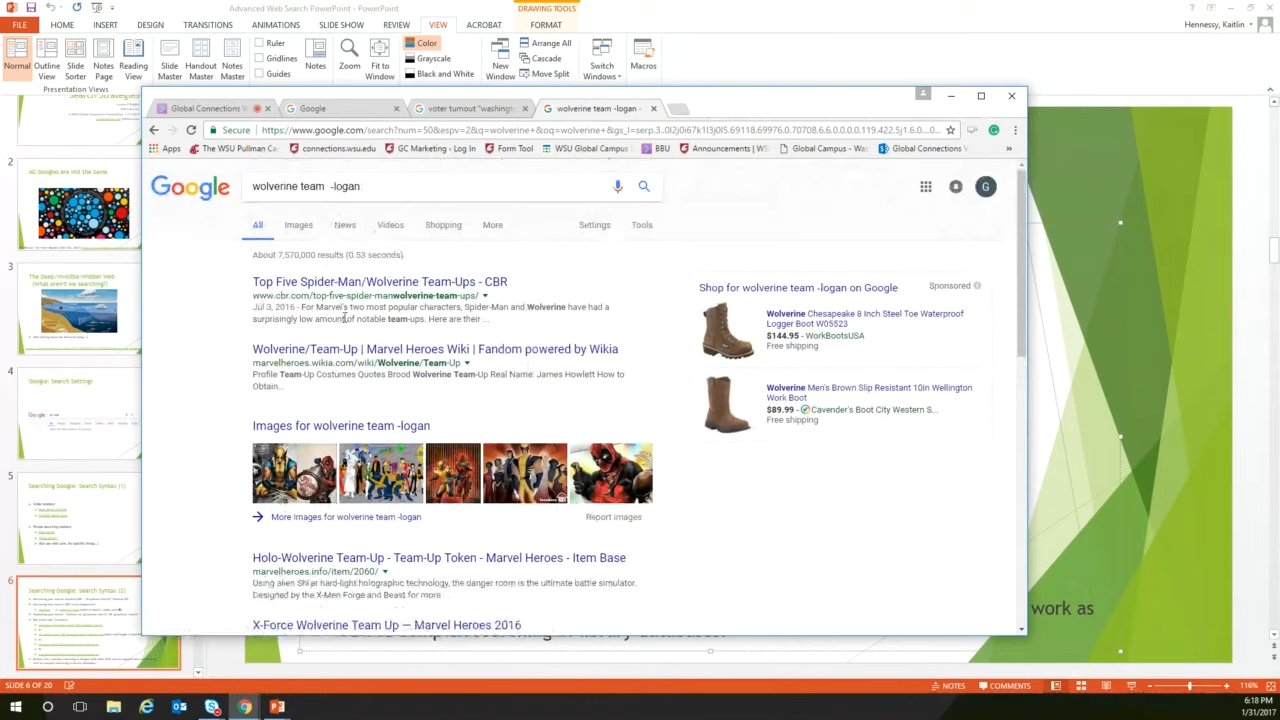 Advanced Web Search PowerPoint - PowerPoint
DRAWING TOOLS
FILE HOME INSERT DESIGN TRANSITIONS ANIMATIONS SLIDE SHOW REVIEW VIEW ACROBAT FORMAT
Hennessy, Kaitlin
Normal Outline View Slide Sorter Notes Page Reading View
Slide Master Handout Master Notes Master
Ruler
Gridlines
Guides
Notes
Zoom Fit to Window
Color
Grayscale
Black and White
New Window
Arrange All
Cascade
Move Split
Switch Windows
Macros
Presentation Views
Search Strategies
2
All Googles Are Not the Same
3
The Deep/Invisible/Hidden Web
(What aren't we searching?)
4
Google: Search Settings
5
Searching Google: Search Syntax (1)
6
Searching Google: Search Syntax (2)
Global Connections W
Google
voter turnout "washingt
wolverine team -logan -
Secure https://www.google.com/search?num=50&espv=2&q=wolverine+&oq=wolverine+&gs_l=serp.3..0l2j0i67k1l3j0l5.69118.69976.0.70708.6.6.0.0.0.0.119.422.5j1.6.0....0...
Apps The WSU Pullman Ca connections.wsu.edu GC Marketing ‹ Log In Form Tool WSU Global Campus BBU Announcements | WS Global Campus - Was Global Connections V »
Google
wolverine team -logan
G
All Images News Videos Shopping More Settings Tools
About 7,570,000 results (0.53 seconds)
Top Five Spider-Man/Wolverine Team-Ups - CBR
www.cbr.com/top-five-spider-manwolverine-team-ups/
Jul 3, 2016 - For Marvel's two most popular characters, Spider-Man and Wolverine have had a
surprisingly low amount of notable team-ups. Here are their ...
Wolverine/Team-Up | Marvel Heroes Wiki | Fandom powered by Wikia
marvelheroes.wikia.com/wiki/Wolverine/Team-Up
Profile Team-Up Costumes Quotes Brood Wolverine Team-Up Real Name: James Howlett How to
Obtain...
Images for wolverine team -logan
More images for wolverine team -logan
Report images
Holo-Wolverine Team-Up - Team-Up Token - Marvel Heroes - Item Base
marvelheroes.info/item/2060/
Using alien Shi'ar hard-light holographic technology, the danger room is the ultimate battle simulator.
Designed by the X-Men Forge and Beast for more
X-Force Wolverine Team Up — Marvel Heroes 2016
Shop for wolverine team -logan on Google
Sponsored
Wolverine Chesapeake 8 Inch Steel Toe Waterproof
Logger Boot W05523
$144.95 - WorkBootsUSA
Free shipping
Wolverine Men's Brown Slip Resistant 10in Wellington
Work Boot
$89.99 - Cavender's Boot City Western S...
Free shipping
work as
SLIDE 6 OF 20
NOTES COMMENTS
116%
6:18 PM
1/31/2017